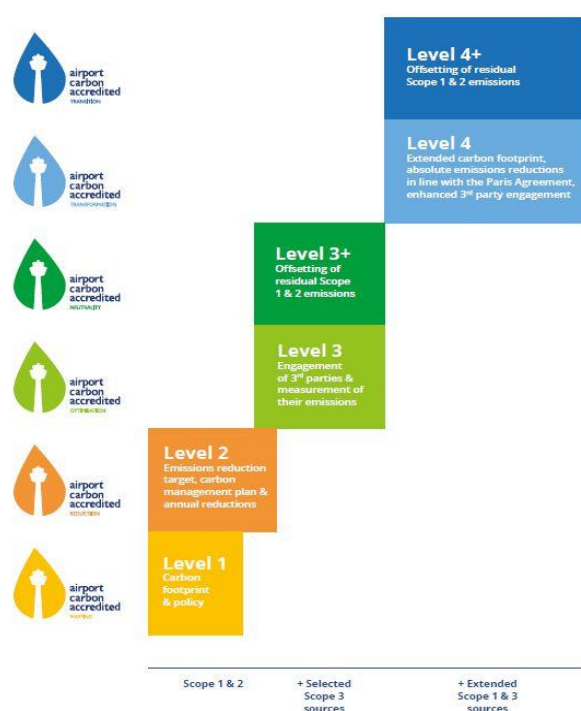 airport
carbon
accredited
TRANSITION
Level 4+
Offsetting of residual
Scope 1 & 2 emissions
airport
carbon
accredited
TRANSFORMATION
Level 4
Extended carbon footprint,
absolute emissions reductions
in line with the Paris Agreement,
enhanced 3rd party engagement
airport
carbon
accredited
NEUTRALITY
Level 3+
Offsetting of
residual Scope
1 & 2 emissions
airport
carbon
accredited
OPTIMISATION
Level 3
Engagement
of 3rd parties &
measurement of
their emissions
airport
carbon
accredited
REDUCTION
Level 2
Emissions reduction
target, carbon
management plan &
annual reductions
airport
carbon
accredited
MAPPING
Level 1
Carbon
footprint
& policy
Scope 1 & 2
+ Selected
Scope 3
sources
+ Extended
Scope 1 & 3
sources